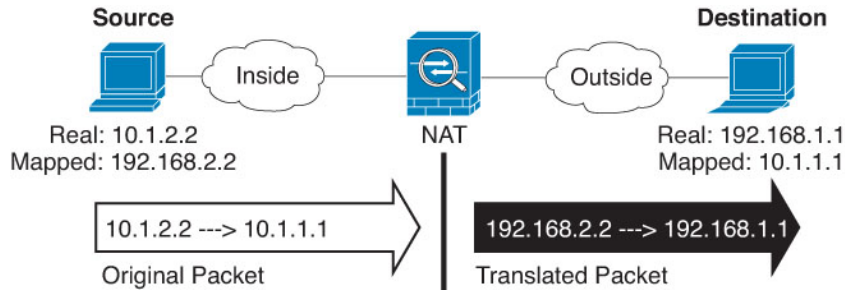 Source
Destination
Inside
Outside
Real: 10.1.2.2
Mapped: 192.168.2.2
NAT
Real: 192.168.1.1
Mapped: 10.1.1.1
10.1.2.2 ---> 10.1.1.1
192.168.2.2 ---> 192.168.1.1
Original Packet
Translated Packet